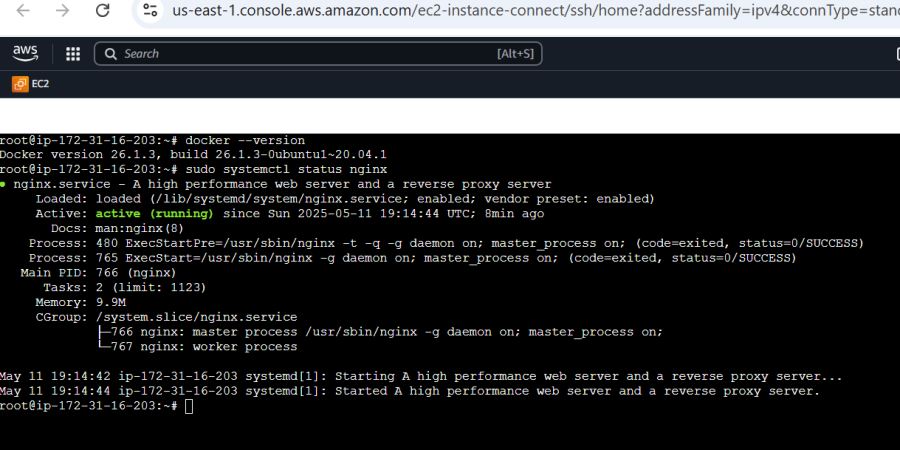 us-east-1.console.aws.amazon.com/ec2-instance-connect/ssh/home?addressFamily=ipv4&connType=stand
aws
Search
[Alt+S]
EC2
root@ip-172-31-16-203:~# docker --version
Docker version 26.1.3, build 26.1.3-0ubuntu1~20.04.1
root@ip-172-31-16-203:~# sudo systemctl status nginx
● nginx.service - A high performance web server and a reverse proxy server
Loaded: loaded (/lib/systemd/system/nginx.service; enabled; vendor preset: enabled)
Active: active (running) since Sun 2025-05-11 19:14:44 UTC; 8min ago
Docs: man:nginx(8)
Process: 480 ExecStartPre=/usr/sbin/nginx -t -q -g daemon on; master_process on; (code=exited, status=0/SUCCESS)
Process: 765 ExecStart=/usr/sbin/nginx -g daemon on; master_process on; (code=exited, status=0/SUCCESS)
Main PID: 766 (nginx)
Tasks: 2 (limit: 1123)
Memory: 9.9M
CGroup: /system.slice/nginx.service
├─766 nginx: master process /usr/sbin/nginx -g daemon on; master_process on;
└─767 nginx: worker process
May 11 19:14:42 ip-172-31-16-203 systemd[1]: Starting A high performance web server and a reverse proxy server...
May 11 19:14:44 ip-172-31-16-203 systemd[1]: Started A high performance web server and a reverse proxy server.
root@ip-172-31-16-203:~#